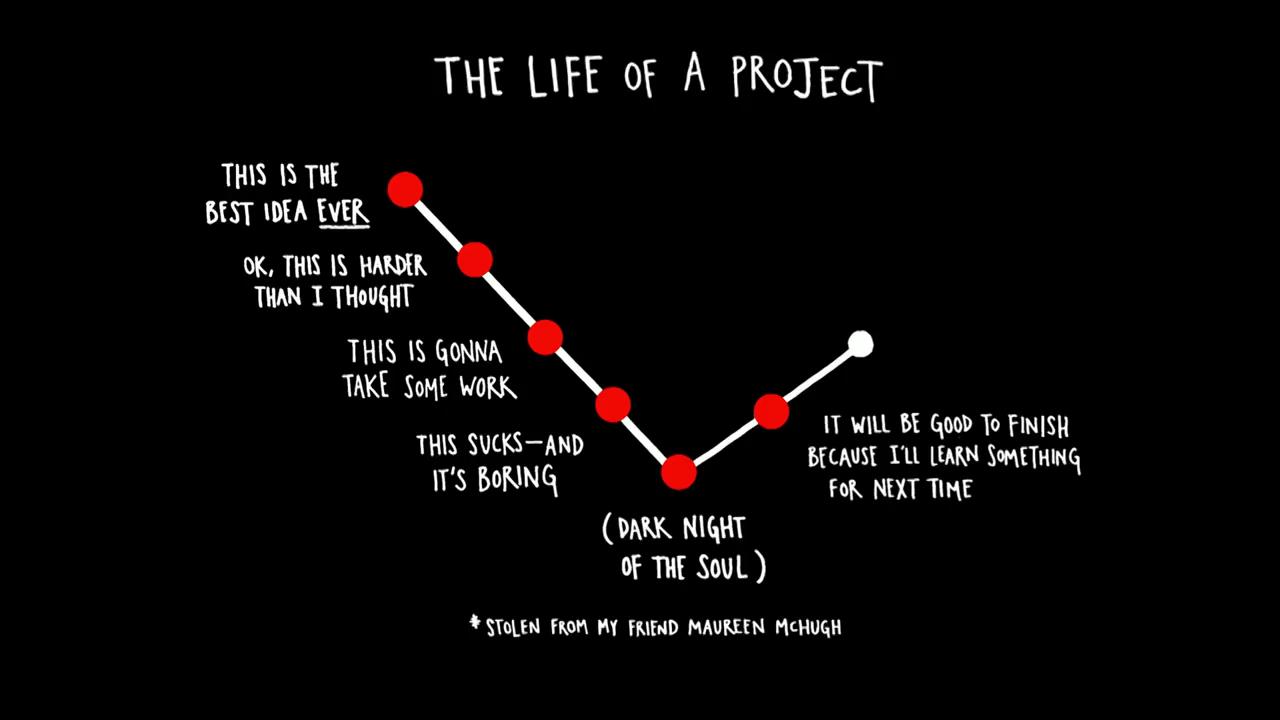 THE LIFE OF A PROJECT
THIS IS THE
BEST IDEA EVER
OK, THIS IS HARDER
THAN I THOUGHT
THIS IS GONNA
TAKE SOME WORK
THIS SUCKS—AND
IT'S BORING
(DARK NIGHT
OF THE SOUL)
IT WILL BE GOOD TO FINISH
BECAUSE I'LL LEARN SOMETHING
FOR NEXT TIME
*STOLEN FROM MY FRIEND MAUREEN MCHUGH